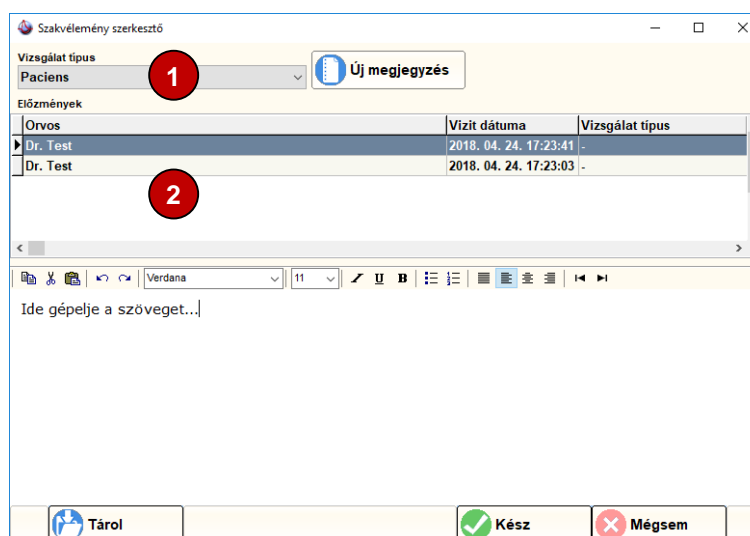 Szakvélemény szerkesztő
Vizsgálat típus
Paciens
1
Új megjegyzés
Előzmények
Orvos Vizit dátuma Vizsgálat típus
Dr. Test 2018. 04. 24. 17:23:41 -
Dr. Test 2018. 04. 24. 17:23:03 -
2
Verdana 11 I U B
Ide gépelje a szöveget...
Tárol Kész Mégsem